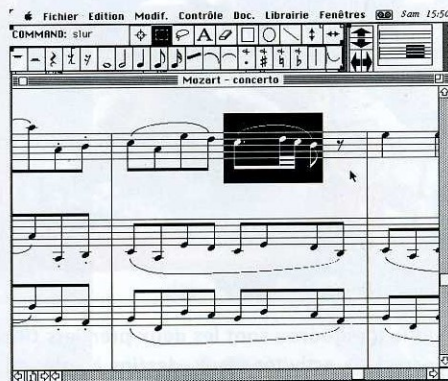 Fichier Edition Modif. Contrôle Doc. Librairie Fenêtres Sam 15:50
COMMAND: slur
Mozart - concerto